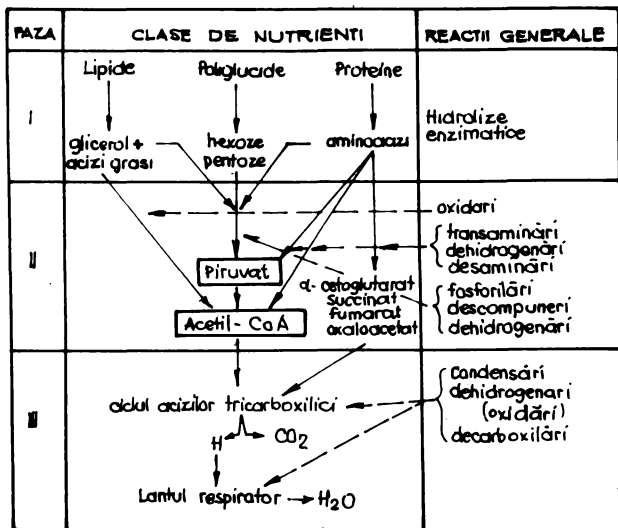 FAZA CLASE DE NUTRIENTI REACTII GENERALE
Lipide Poliglucide Proteine
I
Hidrolize
enzimatice
glicerol + hexoze aminoacizi
acizi grași pentoze
oxidari
II
transaminări
dehidrogenări
desaminări
Piruvat
α-cetoglutarat
succinat
fumarat
oxaloacetat
fosforilări
descompuneri
dehidrogenări
Acetil-CoA
III
condensări
dehidrogenari
(oxidări)
decarboxilări
ciclul acizilor tricarboxilici
H CO2
Lantul respirator H2O